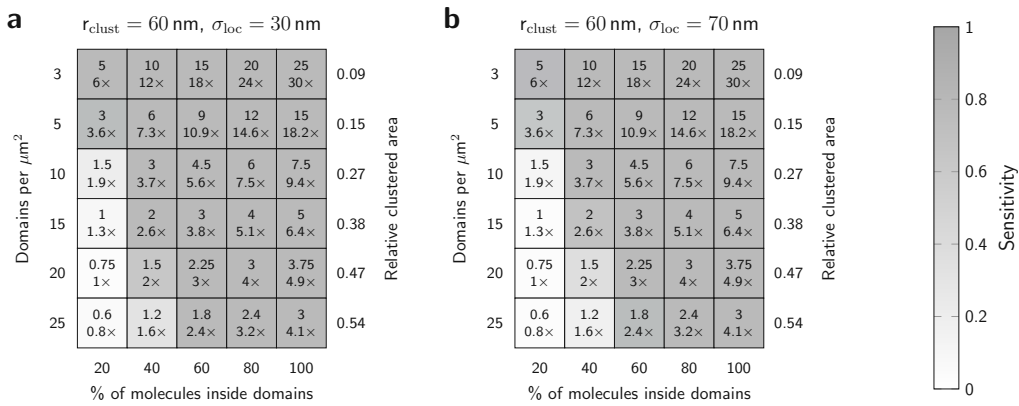 a
r_clust = 60 nm, σ_loc = 30 nm
Domains per μm²
3 5 10 15 20 25 0.09
6× 12× 18× 24× 30×
5 3 6 9 12 15 0.15
3.6× 7.3× 10.9× 14.6× 18.2×
10 1.5 3 4.5 6 7.5 0.27
1.9× 3.7× 5.6× 7.5× 9.4×
15 1 2 3 4 5 0.38
1.3× 2.6× 3.8× 5.1× 6.4×
20 0.75 1.5 2.25 3 3.75 0.47
1× 2× 3× 4× 4.9×
25 0.6 1.2 1.8 2.4 3 0.54
0.8× 1.6× 2.4× 3.2× 4.1×
Relative clustered area
20 40 60 80 100
% of molecules inside domains
b
r_clust = 60 nm, σ_loc = 70 nm
Domains per μm²
3 5 10 15 20 25 0.09
6× 12× 18× 24× 30×
5 3 6 9 12 15 0.15
3.6× 7.3× 10.9× 14.6× 18.2×
10 1.5 3 4.5 6 7.5 0.27
1.9× 3.7× 5.6× 7.5× 9.4×
15 1 2 3 4 5 0.38
1.3× 2.6× 3.8× 5.1× 6.4×
20 0.75 1.5 2.25 3 3.75 0.47
1× 2× 3× 4× 4.9×
25 0.6 1.2 1.8 2.4 3 0.54
0.8× 1.6× 2.4× 3.2× 4.1×
Relative clustered area
20 40 60 80 100
% of molecules inside domains
1
0.8
0.6
0.4
0.2
0
Sensitivity